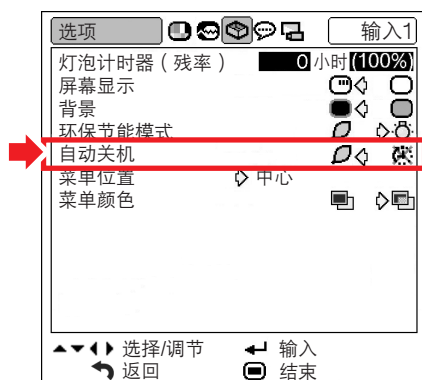 选项 输入1
灯泡计时器（残率） 0小时(100%)
屏幕显示
背景
环保节能模式
自动关机
菜单位置 中心
菜单颜色
选择/调节 输入
返回 结束